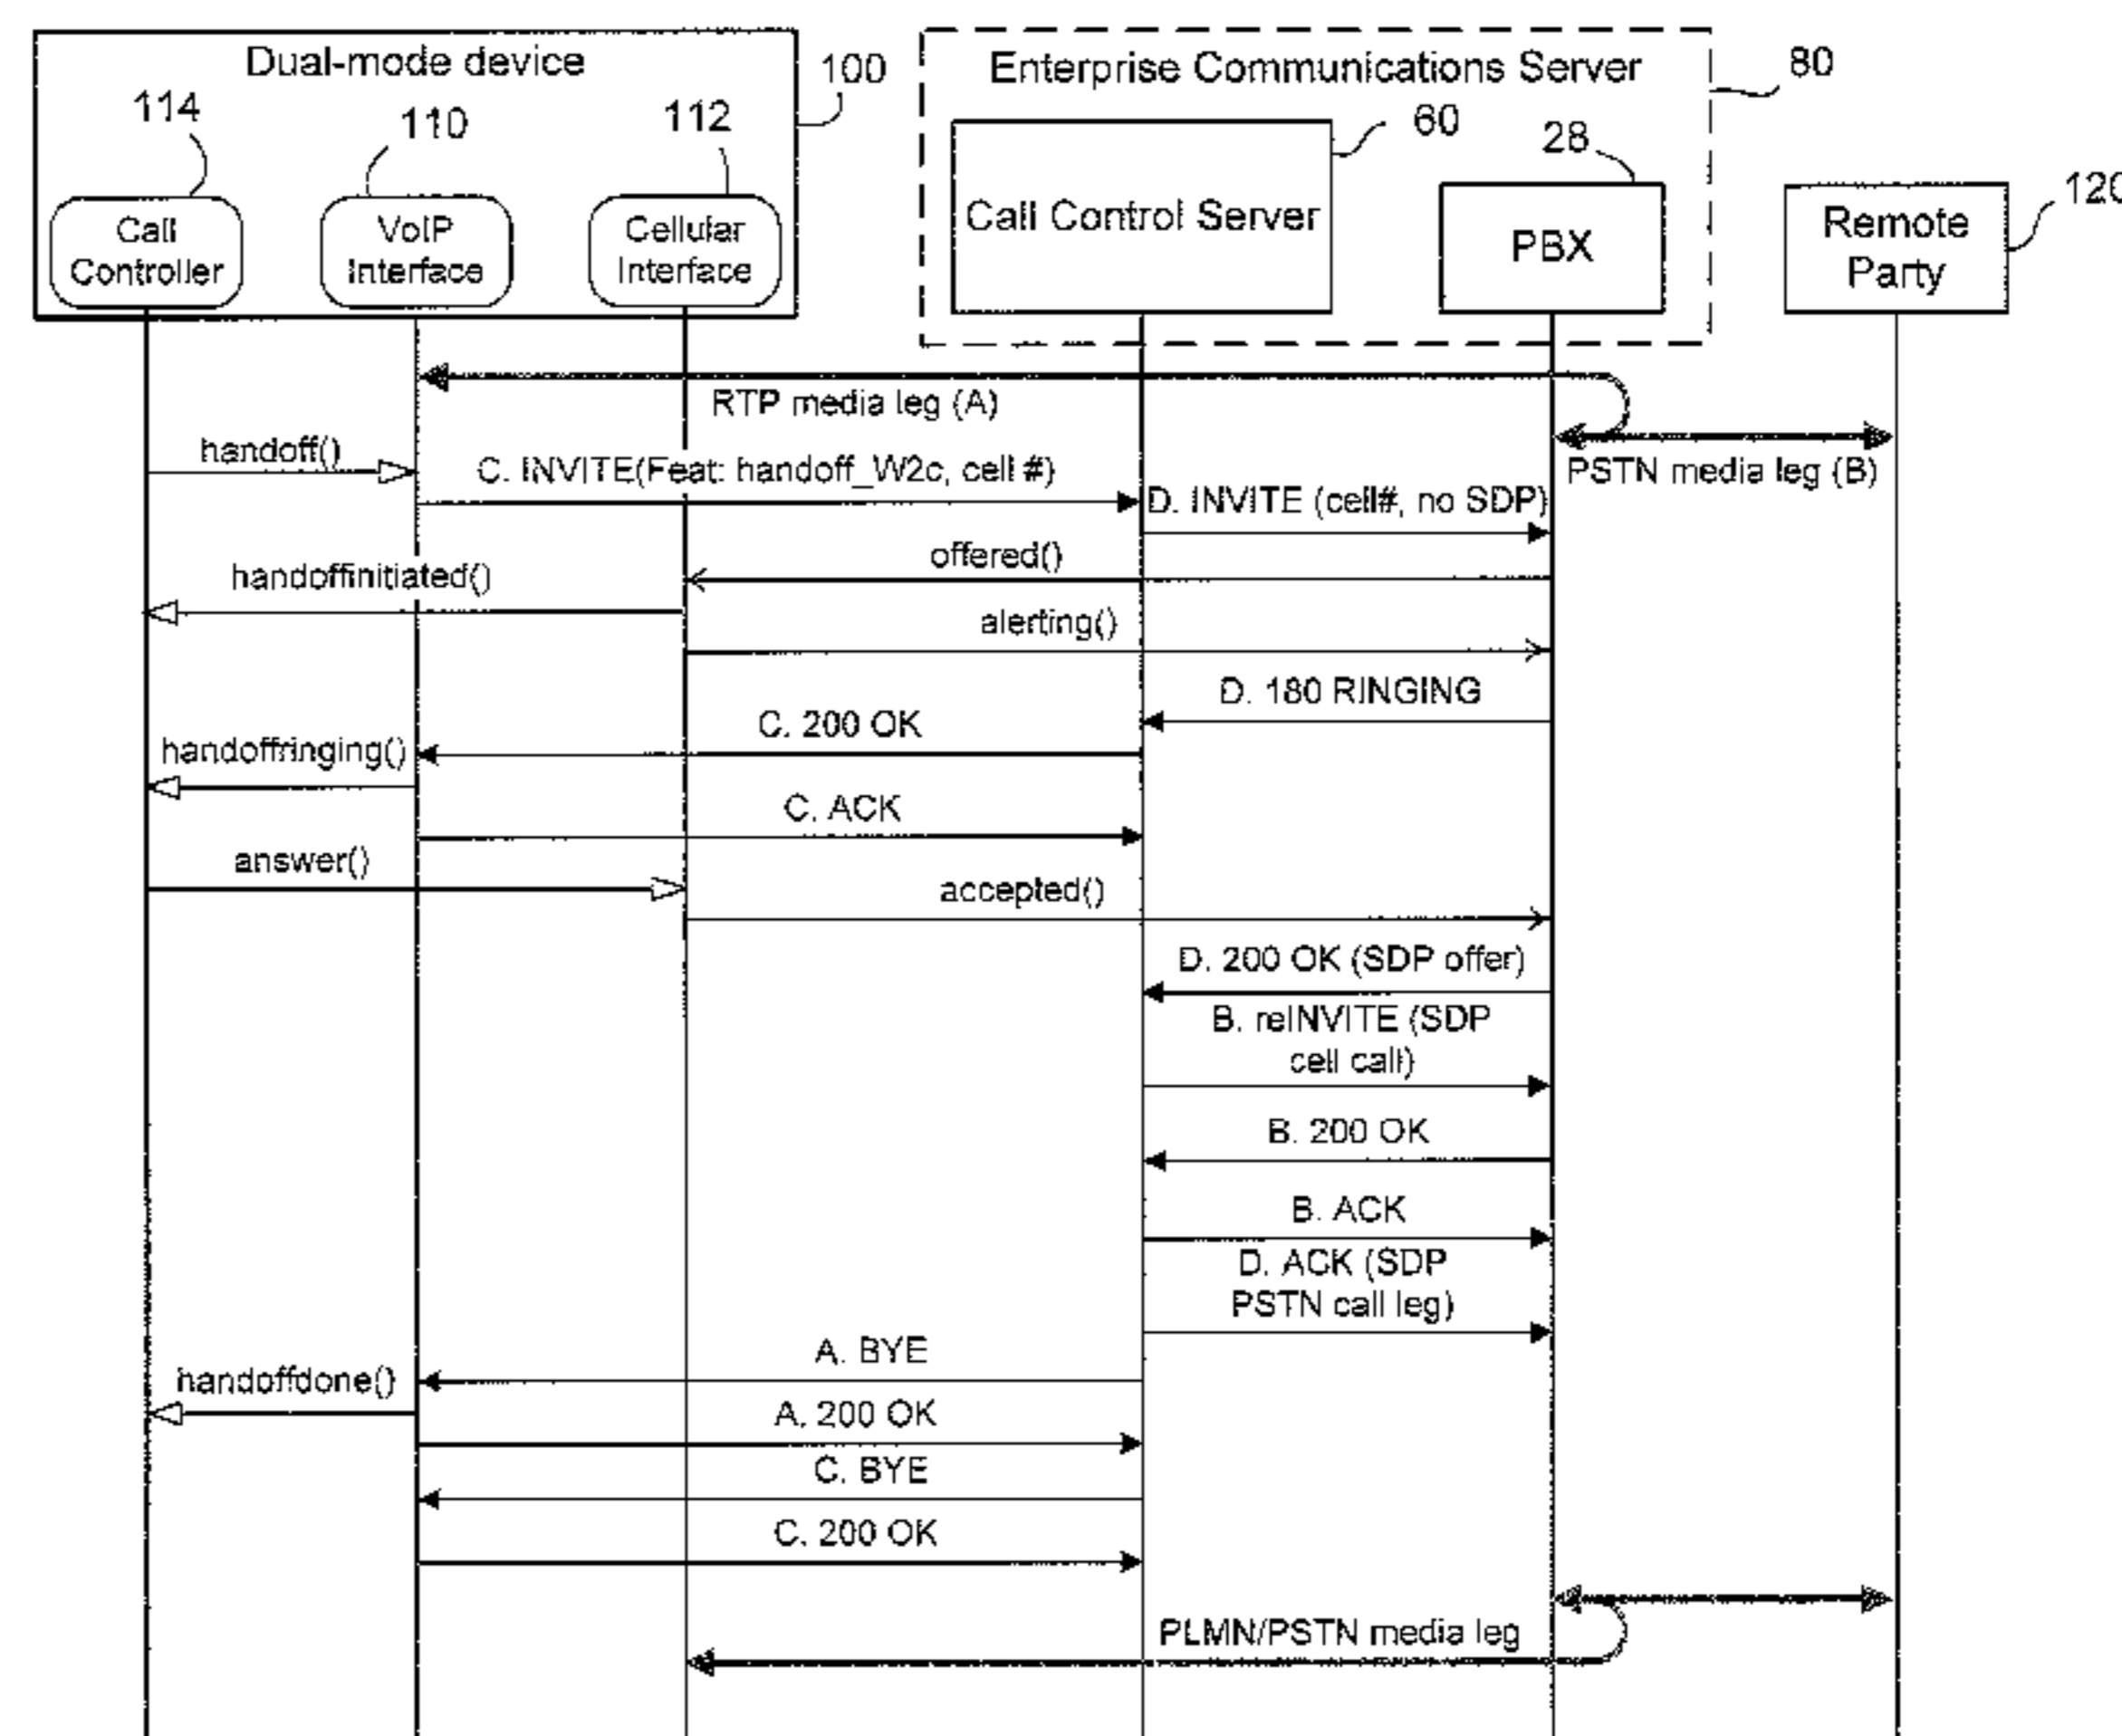 Dual-mode device
100
Enterprise Communications Server
80
114
110
112
60
28
120
Call
Controller
VoIP
Interface
Cellular
Interface
Call Control Server
PBX
Remote
Party
RTP media leg (A)
PSTN media leg (B)
handoff()
C. INVITE(Feat: handoff_W2c, cell #)
D. INVITE (cell#, no SDP)
offered()
handoffinitiated()
alerting()
D. 180 RINGING
C. 200 OK
handoffringing()
C. ACK
answer()
accepted()
D. 200 OK (SDP offer)
B. reINVITE (SDP
cell call)
B. 200 OK
B. ACK
D. ACK (SDP
PSTN call leg)
A. BYE
handoffdone()
A. 200 OK
C. BYE
C. 200 OK
PLMN/PSTN media leg